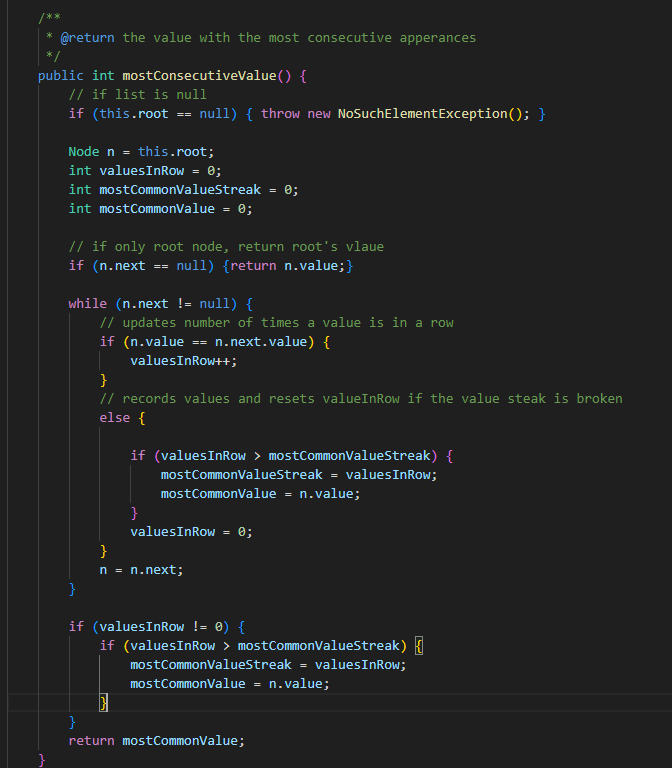 /**
* @return the value with the most consecutive apperances
*/
public int mostConsecutiveValue() {
// if list is null
if (this.root == null) { throw new NoSuchElementException(); }
Node n = this.root;
int valuesInRow = 0;
int mostCommonValueStreak = 0;
int mostCommonValue = 0;
// if only root node, return root's vlaue
if (n.next == null) {return n.value;}
while (n.next != null) {
// updates number of times a value is in a row
if (n.value == n.next.value) {
valuesInRow++;
}
// records values and resets valueInRow if the value steak is broken
else {
if (valuesInRow > mostCommonValueStreak) {
mostCommonValueStreak = valuesInRow;
mostCommonValue = n.value;
}
valuesInRow = 0;
}
n = n.next;
}
if (valuesInRow != 0) {
if (valuesInRow > mostCommonValueStreak) {
mostCommonValueStreak = valuesInRow;
mostCommonValue = n.value;
}
}
return mostCommonValue;
}